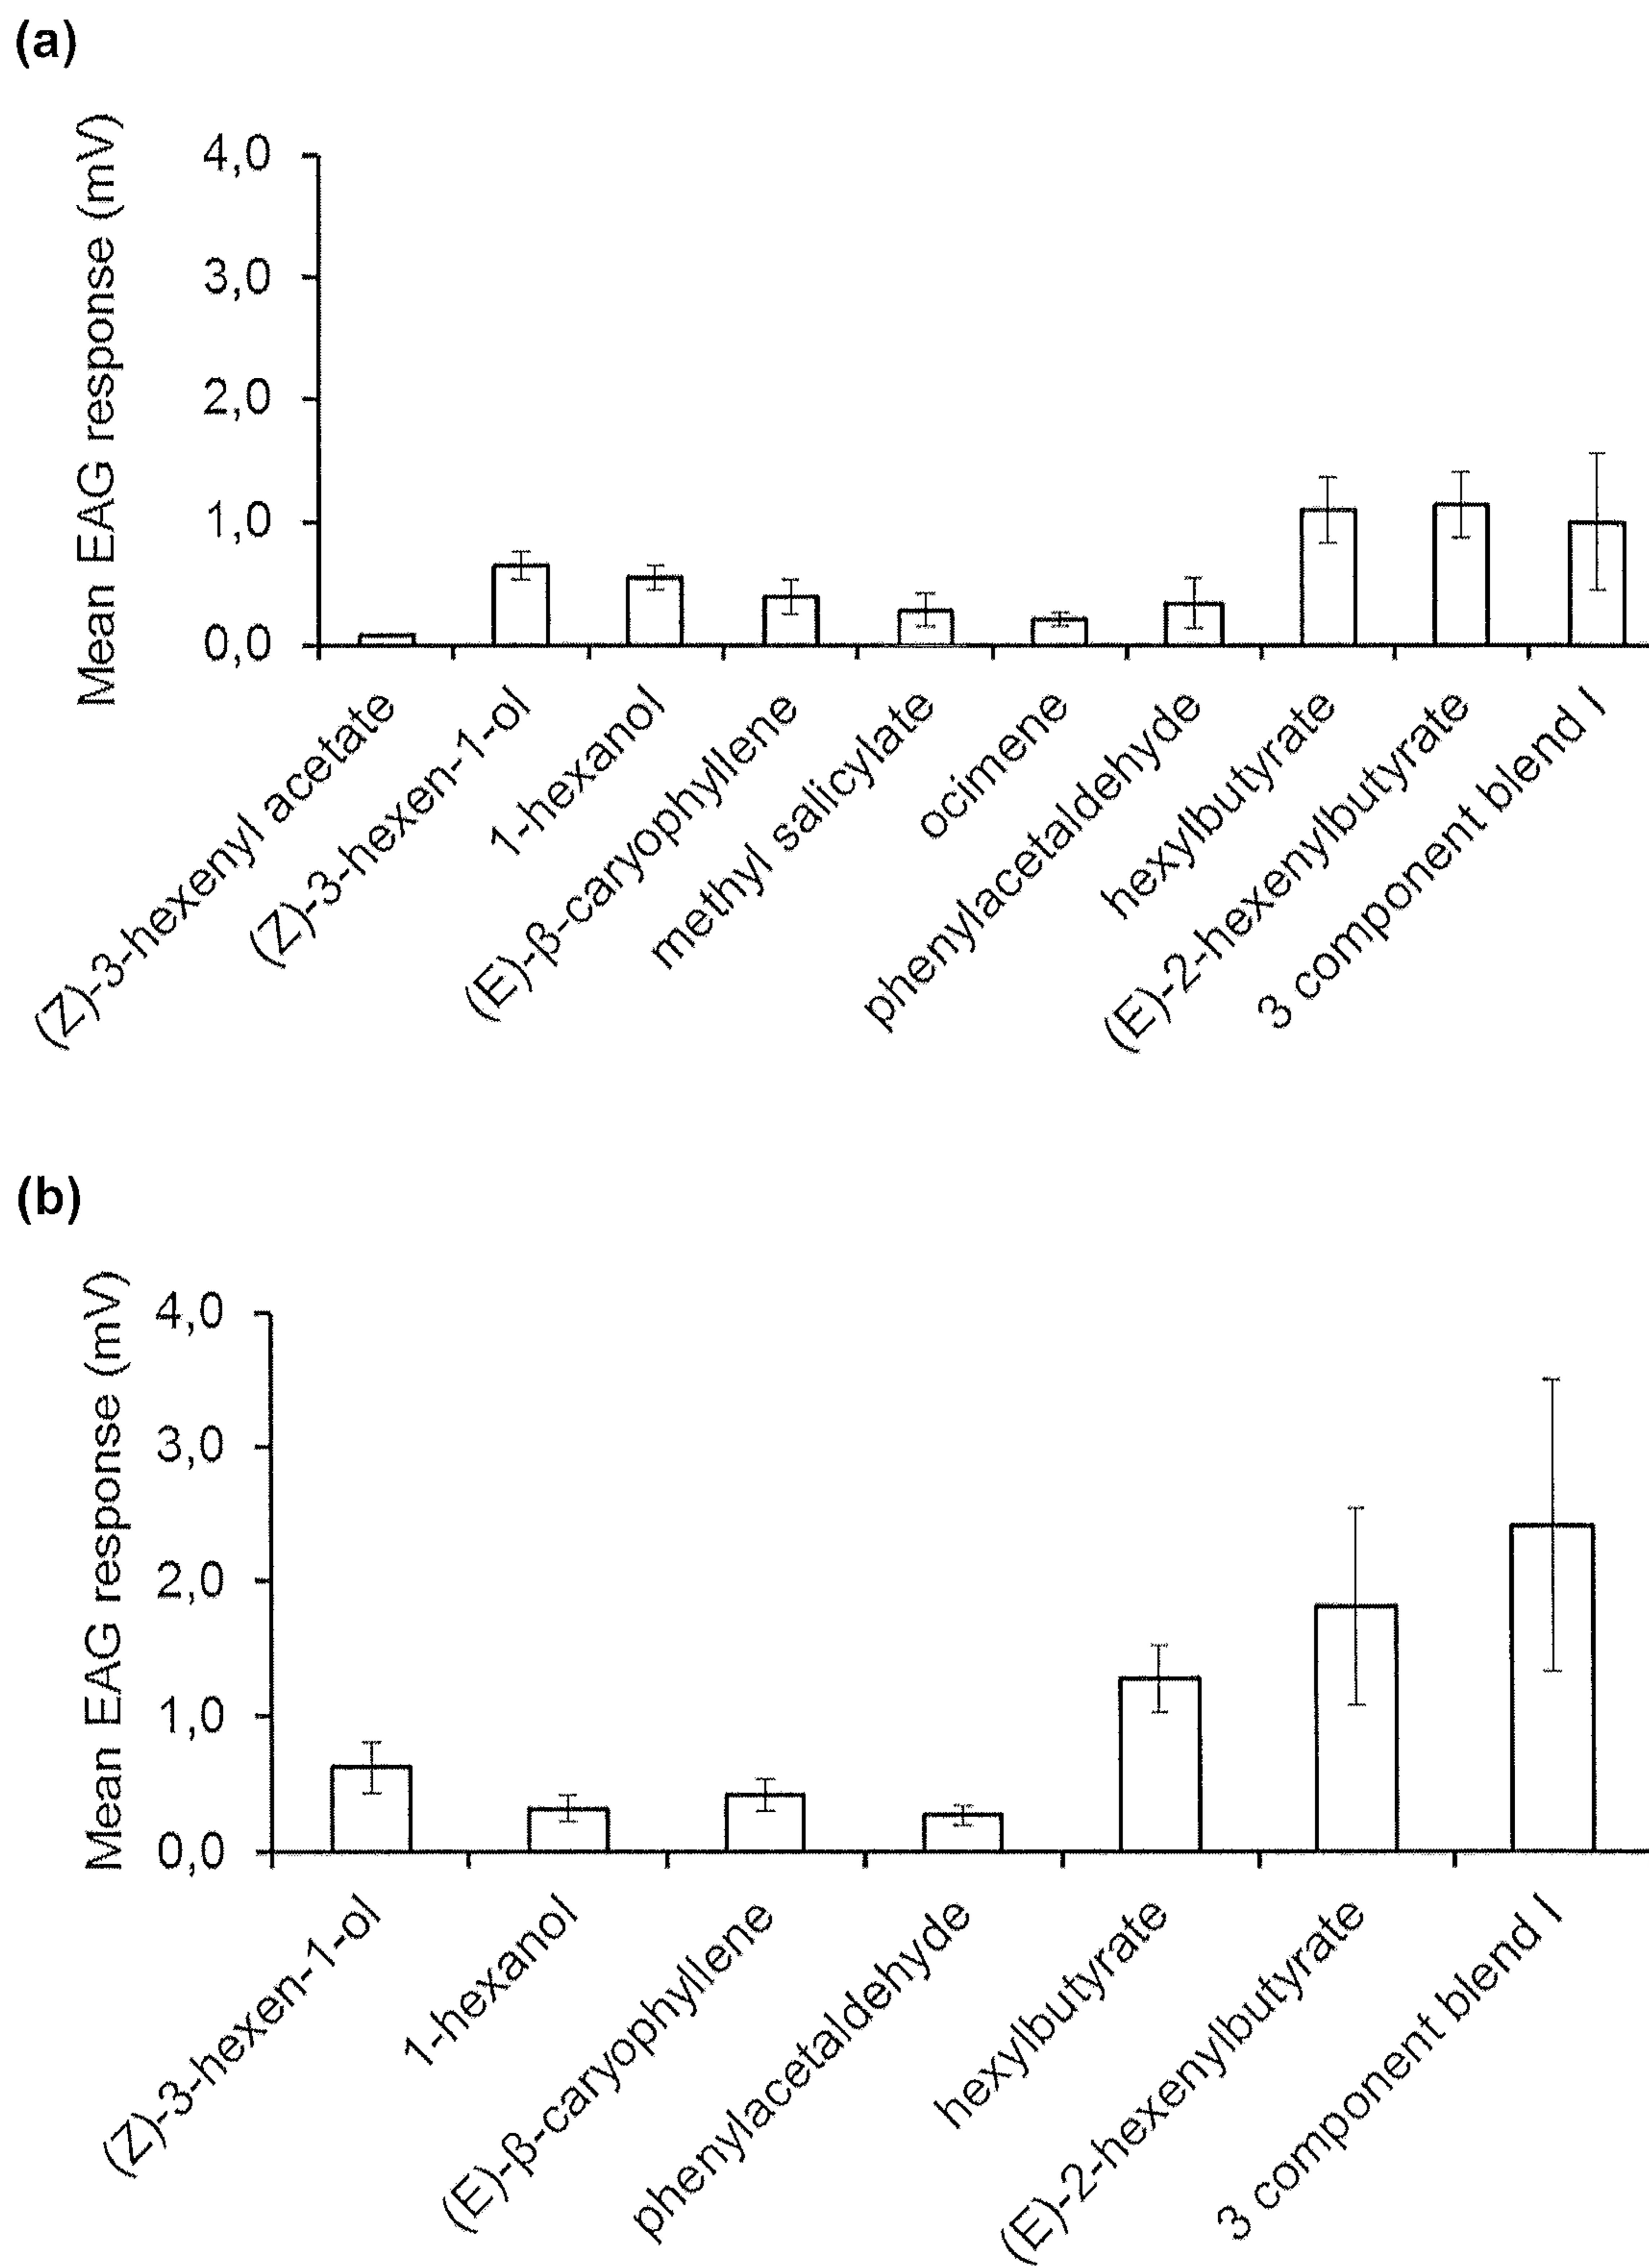 (a)
Mean EAG response (mV)
4,0
3,0
2,0
1,0
0,0
(Z)-3-hexenyl acetate
(Z)-3-hexen-1-ol
1-hexanol
(E)-β-caryophyllene
methyl salicylate
ocimene
phenylacetaldehyde
hexylbutyrate
(E)-2-hexenylbutyrate
3 component blend I
(b)
Mean EAG response (mV)
4,0
3,0
2,0
1,0
0,0
(Z)-3-hexen-1-ol
1-hexanol
(E)-β-caryophyllene
phenylacetaldehyde
hexylbutyrate
(E)-2-hexenylbutyrate
3 component blend I